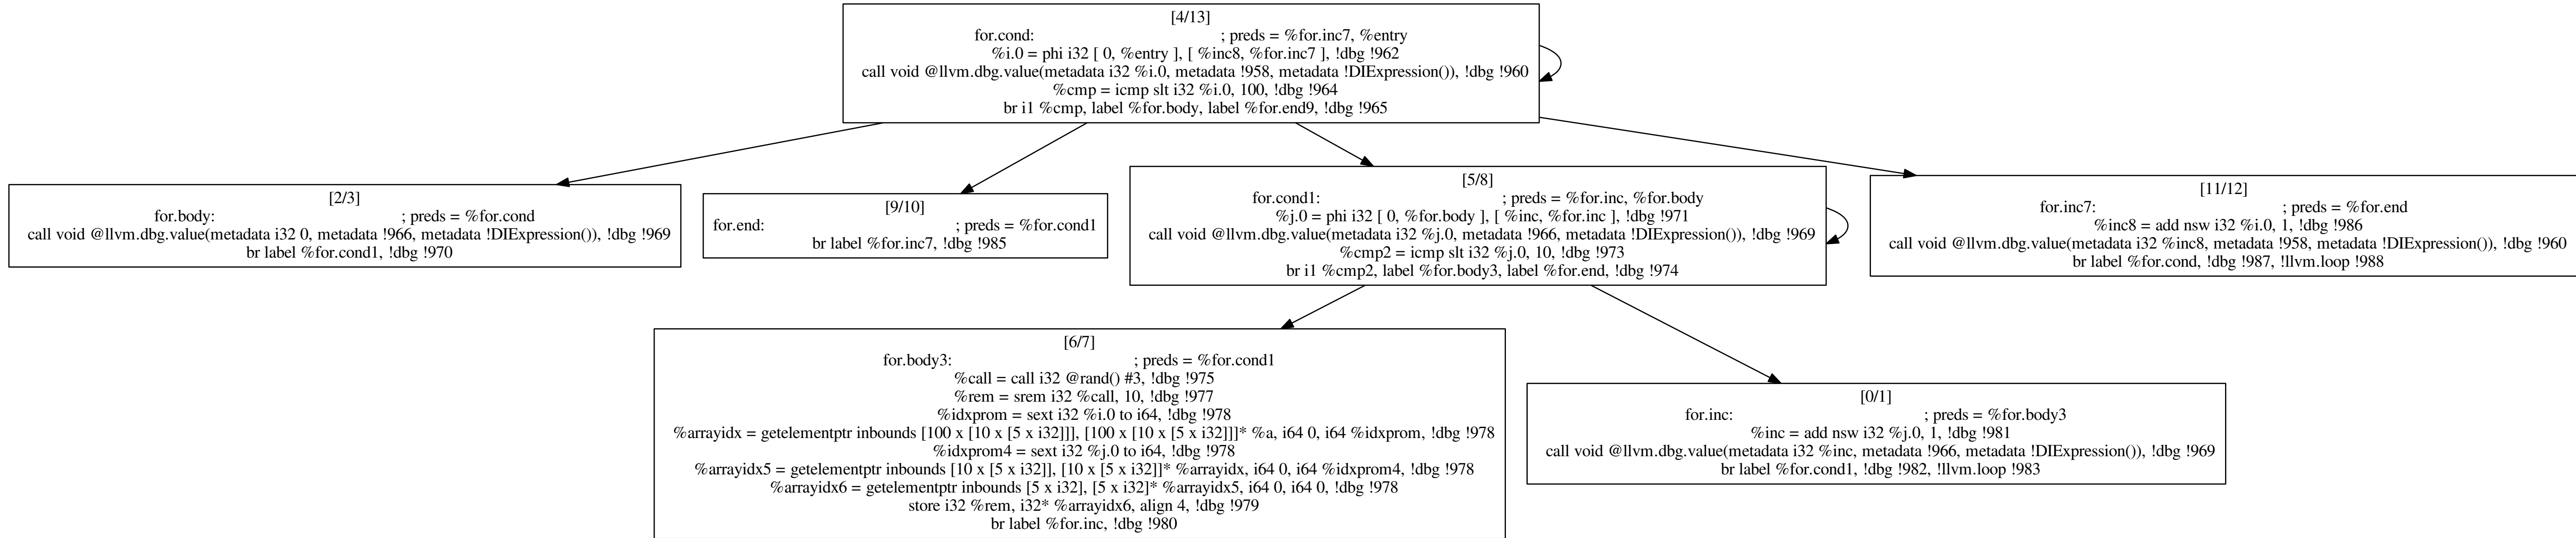 [4/13]
for.cond: ; preds = %for.inc7, %entry
%i.0 = phi i32 [ 0, %entry ], [ %inc8, %for.inc7 ], !dbg !962
call void @llvm.dbg.value(metadata i32 %i.0, metadata !958, metadata !DIExpression()), !dbg !960
%cmp = icmp slt i32 %i.0, 100, !dbg !964
br i1 %cmp, label %for.body, label %for.end9, !dbg !965
[2/3]
for.body: ; preds = %for.cond
call void @llvm.dbg.value(metadata i32 0, metadata !966, metadata !DIExpression()), !dbg !969
br label %for.cond1, !dbg !970
[9/10]
for.end: ; preds = %for.cond1
br label %for.inc7, !dbg !985
[5/8]
for.cond1: ; preds = %for.inc, %for.body
%j.0 = phi i32 [ 0, %for.body ], [ %inc, %for.inc ], !dbg !971
call void @llvm.dbg.value(metadata i32 %j.0, metadata !966, metadata !DIExpression()), !dbg !969
%cmp2 = icmp slt i32 %j.0, 10, !dbg !973
br i1 %cmp2, label %for.body3, label %for.end, !dbg !974
[11/12]
for.inc7: ; preds = %for.end
%inc8 = add nsw i32 %i.0, 1, !dbg !986
call void @llvm.dbg.value(metadata i32 %inc8, metadata !958, metadata !DIExpression()), !dbg !960
br label %for.cond, !dbg !987, !llvm.loop !988
[6/7]
for.body3: ; preds = %for.cond1
%call = call i32 @rand() #3, !dbg !975
%rem = srem i32 %call, 10, !dbg !977
%idxprom = sext i32 %i.0 to i64, !dbg !978
%arrayidx = getelementptr inbounds [100 x [10 x [5 x i32]]], [100 x [10 x [5 x i32]]]* %a, i64 0, i64 %idxprom, !dbg !978
%idxprom4 = sext i32 %j.0 to i64, !dbg !978
%arrayidx5 = getelementptr inbounds [10 x [5 x i32]], [10 x [5 x i32]]* %arrayidx, i64 0, i64 %idxprom4, !dbg !978
%arrayidx6 = getelementptr inbounds [5 x i32], [5 x i32]* %arrayidx5, i64 0, i64 0, !dbg !978
store i32 %rem, i32* %arrayidx6, align 4, !dbg !979
br label %for.inc, !dbg !980
[0/1]
for.inc: ; preds = %for.body3
%inc = add nsw i32 %j.0, 1, !dbg !981
call void @llvm.dbg.value(metadata i32 %inc, metadata !966, metadata !DIExpression()), !dbg !969
br label %for.cond1, !dbg !982, !llvm.loop !983